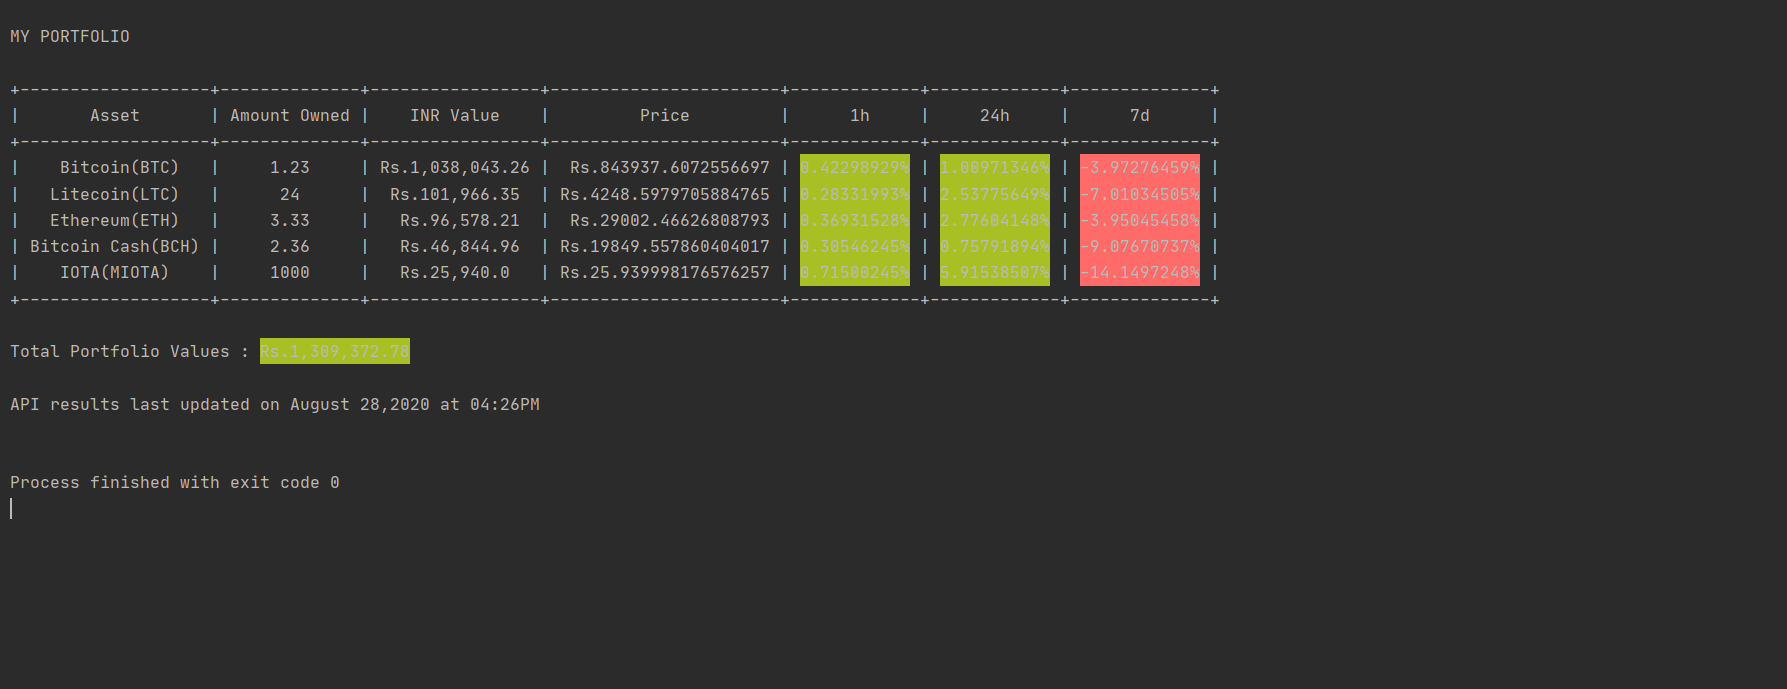 MY PORTFOLIO
+-------------------+--------------+-----------------+-----------------------+-------------+-------------+--------------+
|       Asset       | Amount Owned |    INR Value    |         Price         |      1h     |     24h     |      7d      |
+-------------------+--------------+-----------------+-----------------------+-------------+-------------+--------------+
|    Bitcoin(BTC)   |     1.23     | Rs.1,038,043.26 |  Rs.843937.6072556697 | 0.42298929% | 1.08971346% | -3.97276459% |
|   Litecoin(LTC)   |      24      |  Rs.101,966.35  | Rs.4248.5979705884765 | 0.28331993% | 2.53775649% | -7.01034505% |
|   Ethereum(ETH)   |     3.33     |   Rs.96,578.21  |  Rs.29002.46626808793 | 0.36931528% | 2.77604148% | -3.95045458% |
| Bitcoin Cash(BCH) |     2.36     |   Rs.46,844.96  | Rs.19849.557860404017 | 0.30546245% | 0.75791894% | -9.07670737% |
|    IOTA(MIOTA)    |     1000     |   Rs.25,940.0   | Rs.25.939998176576257 | 0.71500245% | 5.91530507% | -14.1497248% |
+-------------------+--------------+-----------------+-----------------------+-------------+-------------+--------------+
Total Portfolio Values : Rs.1,309,372.78
API results last updated on August 28,2020 at 04:26PM
Process finished with exit code 0